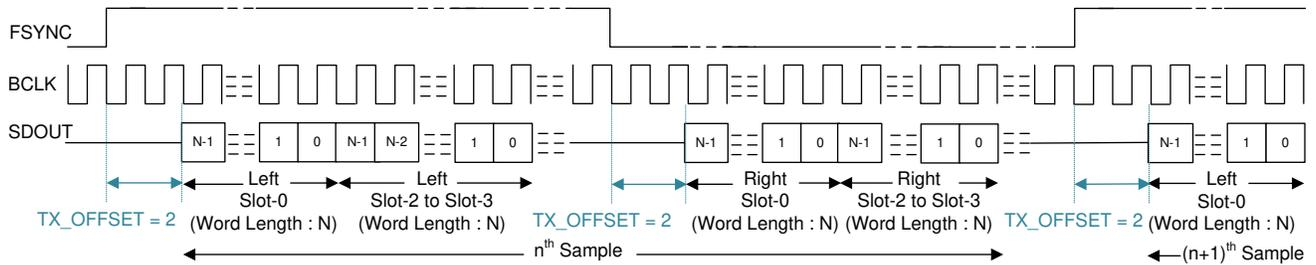 FSYNC
BCLK
SDOUT
N-1 1 0 N-1 N-2 1 0 N-1 1 0 N-1 1 0 N-1 1 0
Left Left Right Right Left
Slot-0 Slot-2 to Slot-3 Slot-0 Slot-2 to Slot-3 Slot-0
TX_OFFSET = 2 (Word Length : N) (Word Length : N) TX_OFFSET = 2 (Word Length : N) (Word Length : N) TX_OFFSET = 2 (Word Length : N)
nth Sample (n+1)th Sample